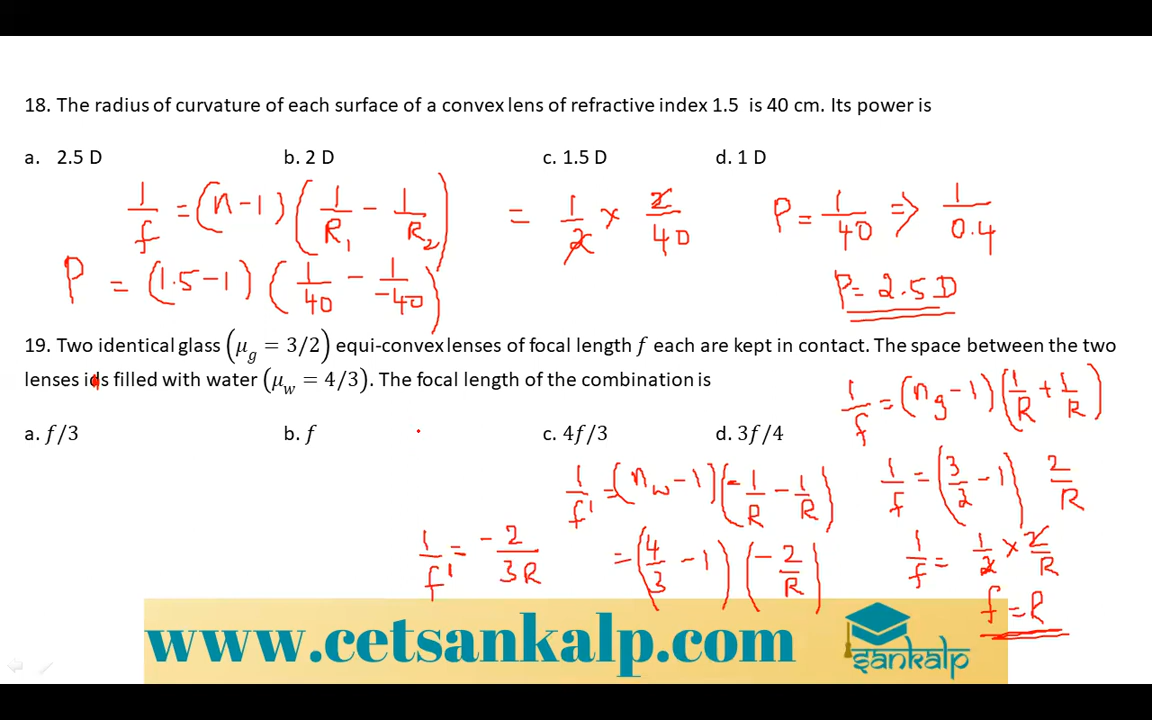 18. The radius of curvature of each surface of a convex lens of refractive index 1.5 is 40 cm. Its power is
a. 2.5 D b. 2 D c. 1.5 D d. 1 D
1/f = (n-1) (1/R₁ - 1/R₂) = 1/2 × 2/40 P = 1/40 ⇒ 1/0.4
P = (1.5-1) (1/40 - 1/-40) P = 2.5 D
19. Two identical glass (μg = 3/2) equi-convex lenses of focal length f each are kept in contact. The space between the two
lenses ids filled with water (μw = 4/3). The focal length of the combination is
1/f = (ng-1) (1/R + 1/R)
a. f/3 b. f c. 4f/3 d. 3f/4
1/f' = (nw-1) (-1/R - 1/R) 1/f = (3/2 - 1) 2/R
1/f' = -2/3R = (4/3 - 1) (-2/R) 1/f = 1/2 × 2/R
f = R
www.cetsankalp.com
sankalp